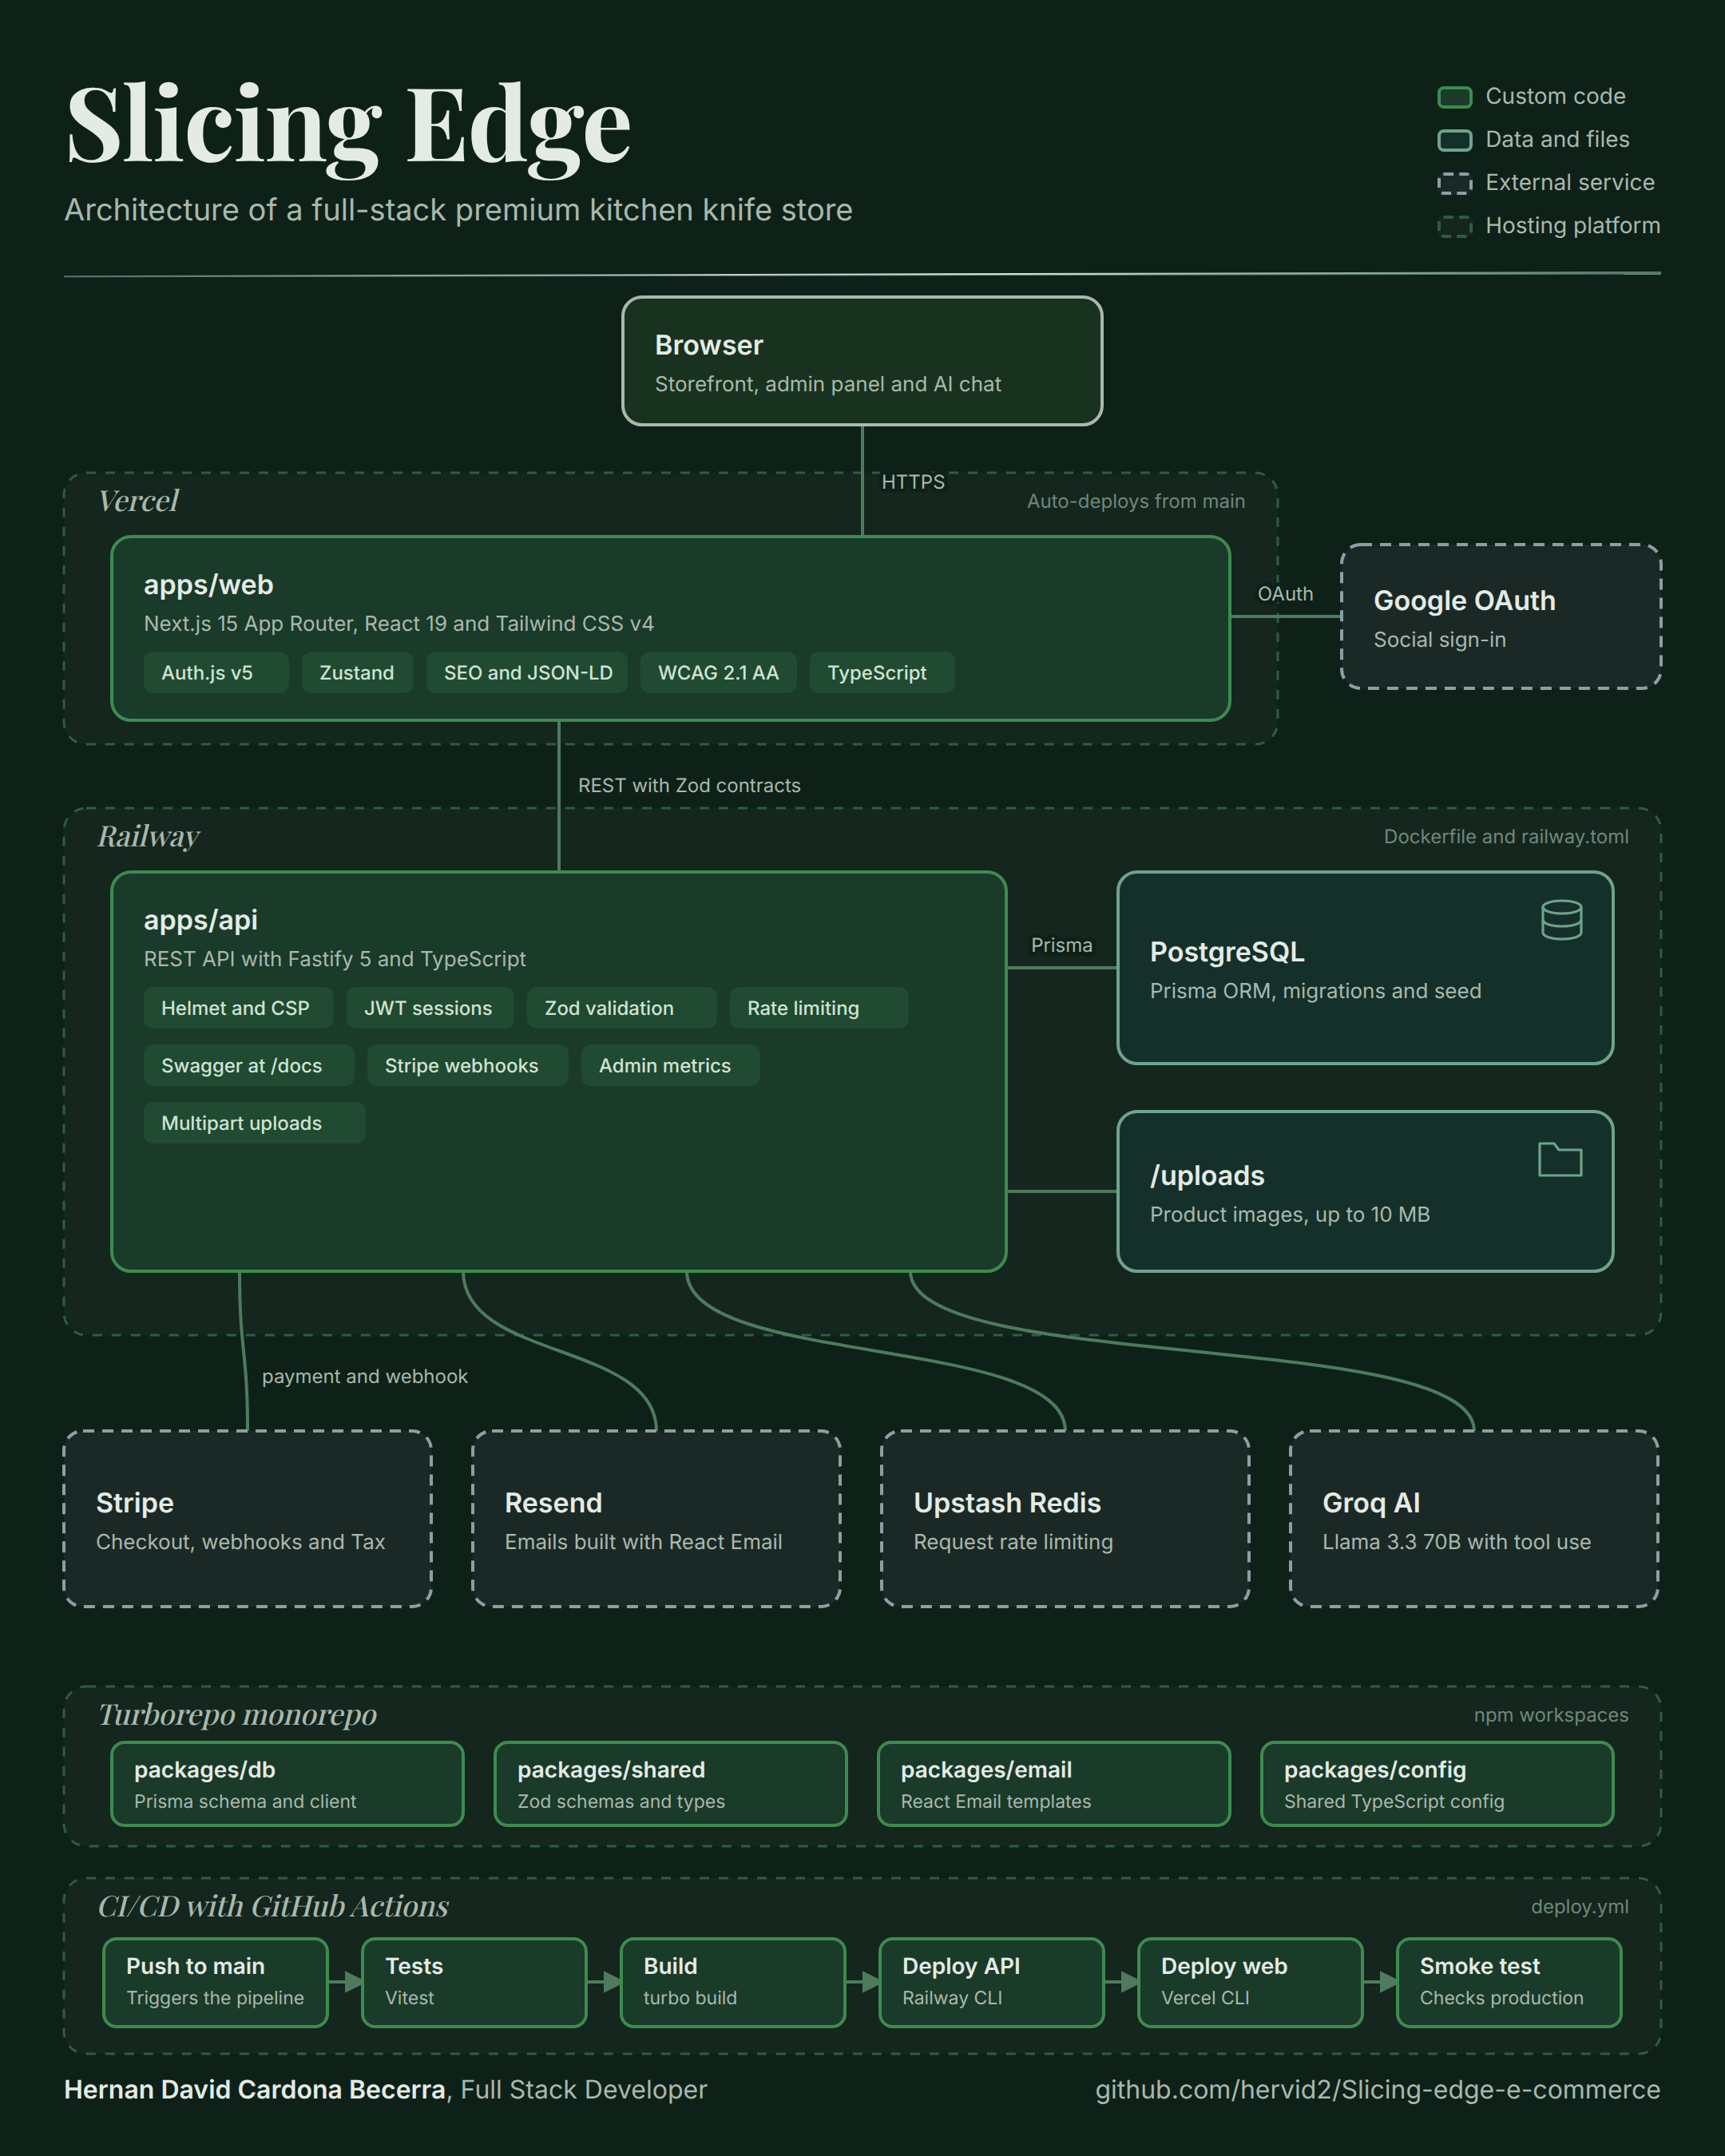 Slicing Edge
Architecture of a full-stack premium kitchen knife store
Custom code
Data and files
External service
Hosting platform
Browser
Storefront, admin panel and AI chat
HTTPS
Vercel
Auto-deploys from main
apps/web
Next.js 15 App Router, React 19 and Tailwind CSS v4
Auth.js v5
Zustand
SEO and JSON-LD
WCAG 2.1 AA
TypeScript
OAuth
Google OAuth
Social sign-in
REST with Zod contracts
Railway
Dockerfile and railway.toml
apps/api
REST API with Fastify 5 and TypeScript
Helmet and CSP
JWT sessions
Zod validation
Rate limiting
Swagger at /docs
Stripe webhooks
Admin metrics
Multipart uploads
Prisma
PostgreSQL
Prisma ORM, migrations and seed
/uploads
Product images, up to 10 MB
payment and webhook
Stripe
Checkout, webhooks and Tax
Resend
Emails built with React Email
Upstash Redis
Request rate limiting
Groq AI
Llama 3.3 70B with tool use
Turborepo monorepo
npm workspaces
packages/db
Prisma schema and client
packages/shared
Zod schemas and types
packages/email
React Email templates
packages/config
Shared TypeScript config
CI/CD with GitHub Actions
deploy.yml
Push to main
Triggers the pipeline
Tests
Vitest
Build
turbo build
Deploy API
Railway CLI
Deploy web
Vercel CLI
Smoke test
Checks production
Hernan David Cardona Becerra, Full Stack Developer
github.com/hervid2/Slicing-edge-e-commerce